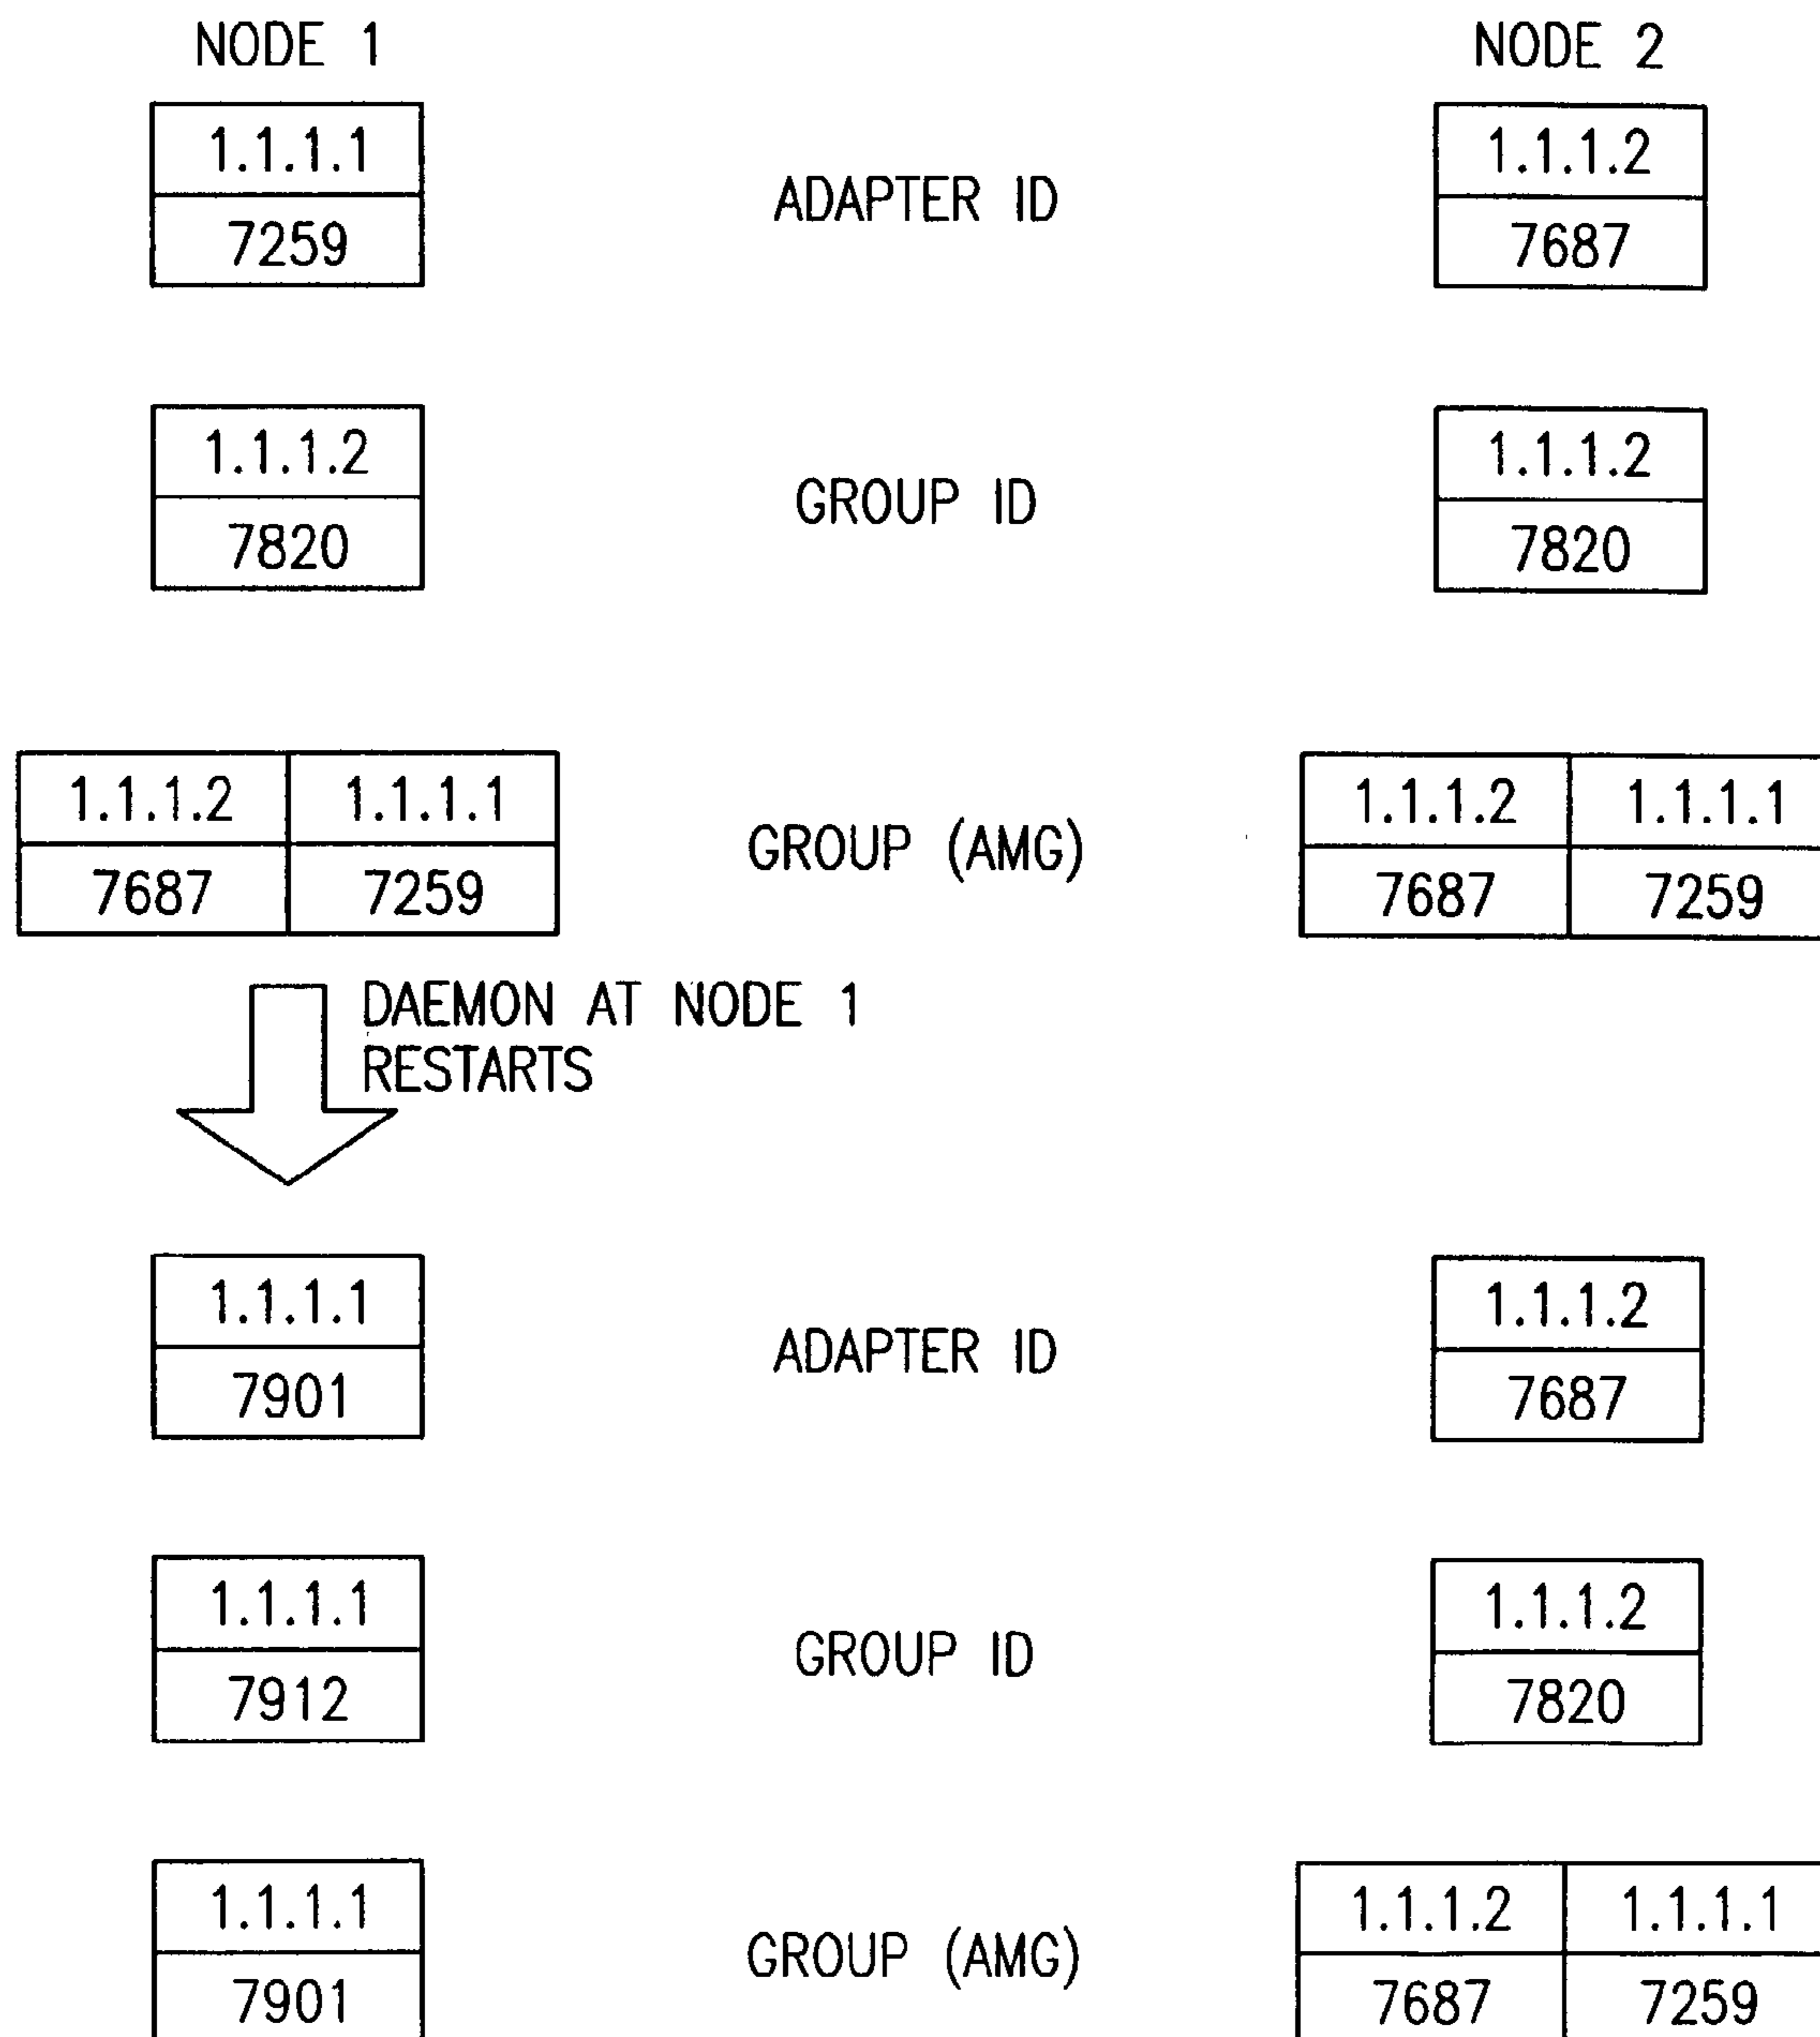 NODE 1 NODE 2
1.1.1.1 ADAPTER ID 1.1.1.2
7259 7687
1.1.1.2 GROUP ID 1.1.1.2
7820 7820
1.1.1.2 1.1.1.1 GROUP (AMG) 1.1.1.2 1.1.1.1
7687 7259 7687 7259
DAEMON AT NODE 1
RESTARTS
1.1.1.1 ADAPTER ID 1.1.1.2
7901 7687
1.1.1.1 GROUP ID 1.1.1.2
7912 7820
1.1.1.1 GROUP (AMG) 1.1.1.2 1.1.1.1
7901 7687 7259